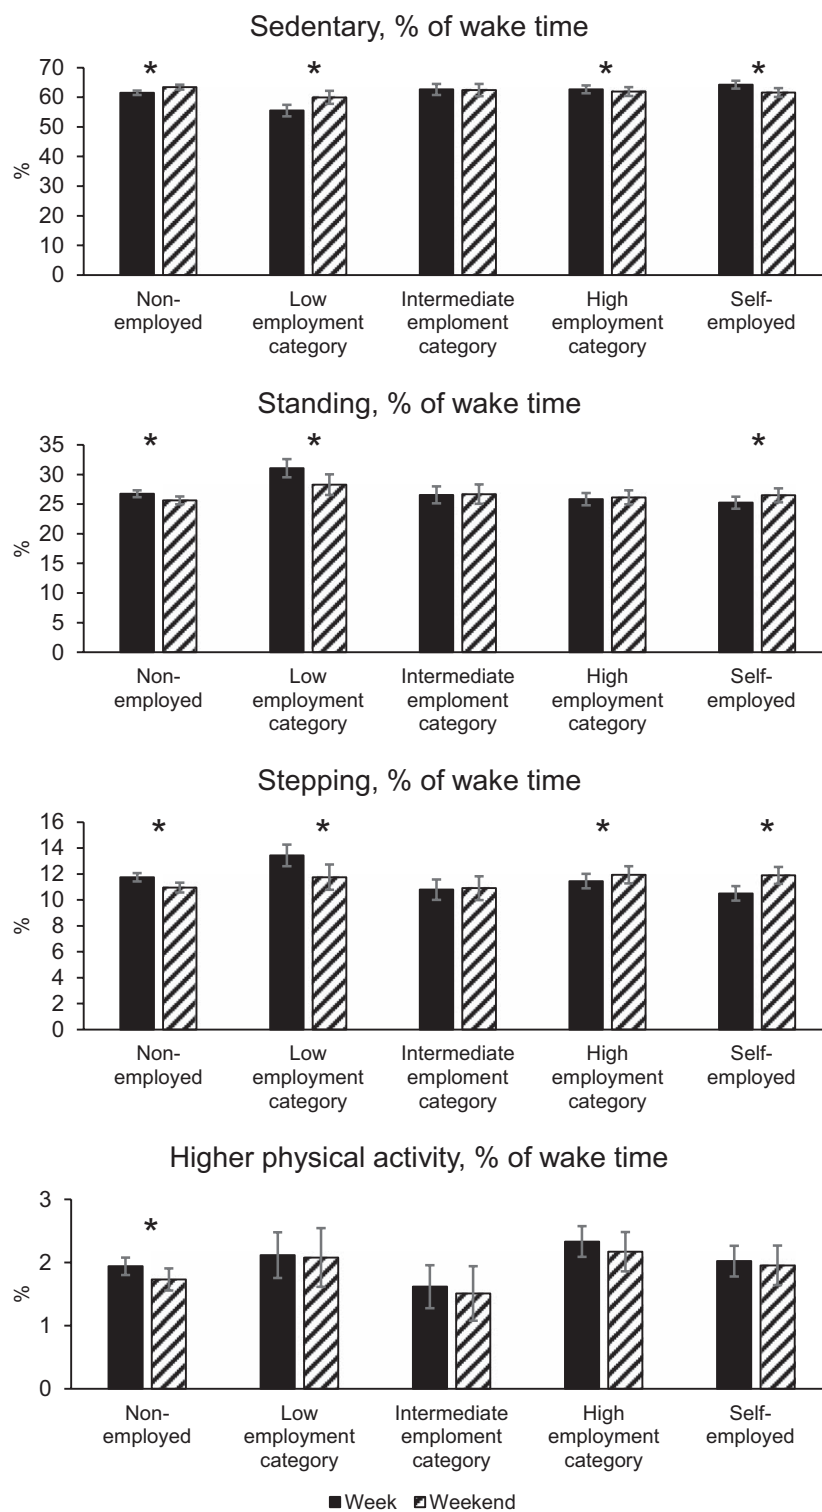 Sedentary, % of wake time
70
60
50
40
30
20
10
0
%
* * * *
Non-
employed
Low
employment
category
Intermediate
emploment
category
High
employment
category
Self-
employed
Standing, % of wake time
35
30
25
20
15
10
5
0
%
* * *
Non-
employed
Low
employment
category
Intermediate
emploment
category
High
employment
category
Self-
employed
Stepping, % of wake time
16
14
12
10
8
6
4
2
0
%
* * * *
Non-
employed
Low
employment
category
Intermediate
emploment
category
High
employment
category
Self-
employed
Higher physical activity, % of wake time
3
2
1
0
%
*
Non-
employed
Low
employment
category
Intermediate
emploment
category
High
employment
category
Self-
employed
Week Weekend